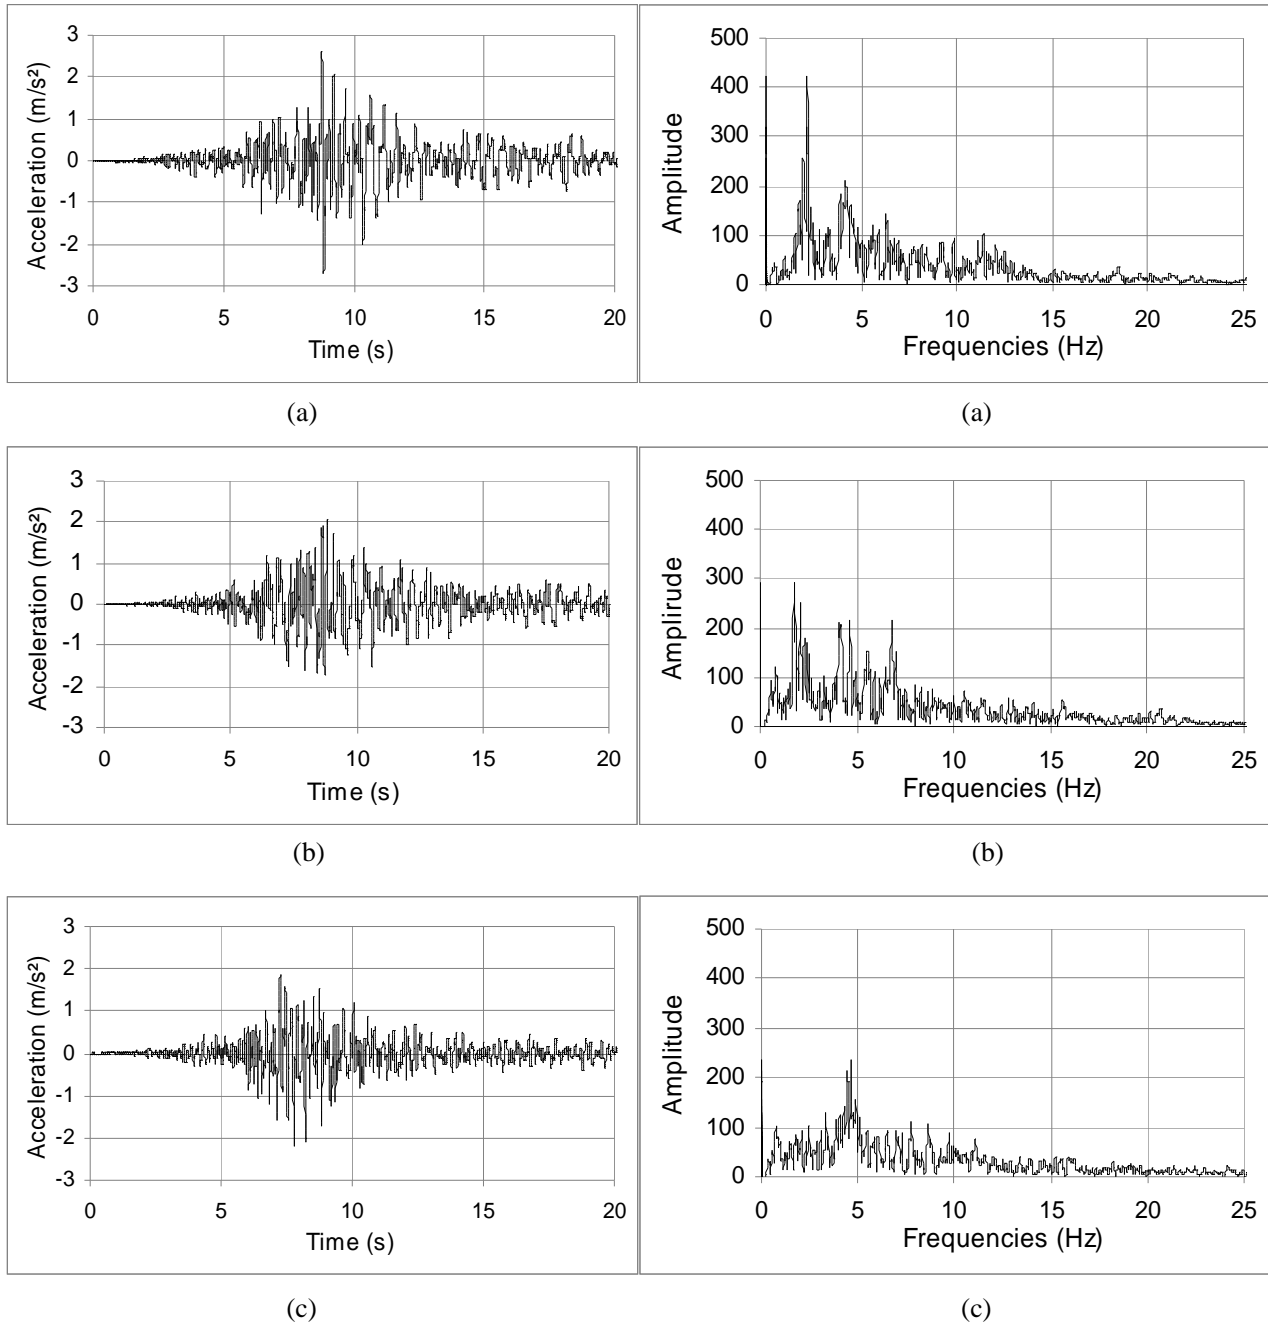 3
2
1
0
-1
-2
-3
Acceleration (m/s²)
0 5 10 15 20
Time (s)
500
400
300
200
100
0
Amplitude
0 5 10 15 20 25
Frequencies (Hz)
(a) (a)
3
2
1
0
-1
-2
-3
Acceleration (m/s²)
0 5 10 15 20
Time (s)
500
400
300
200
100
0
Amplirude
0 5 10 15 20 25
Frequencies (Hz)
(b) (b)
3
2
1
0
-1
-2
-3
Acceleration (m/s²)
0 5 10 15 20
Time (s)
500
400
300
200
100
0
Amplitude
0 5 10 15 20 25
Frequencies (Hz)
(c) (c)